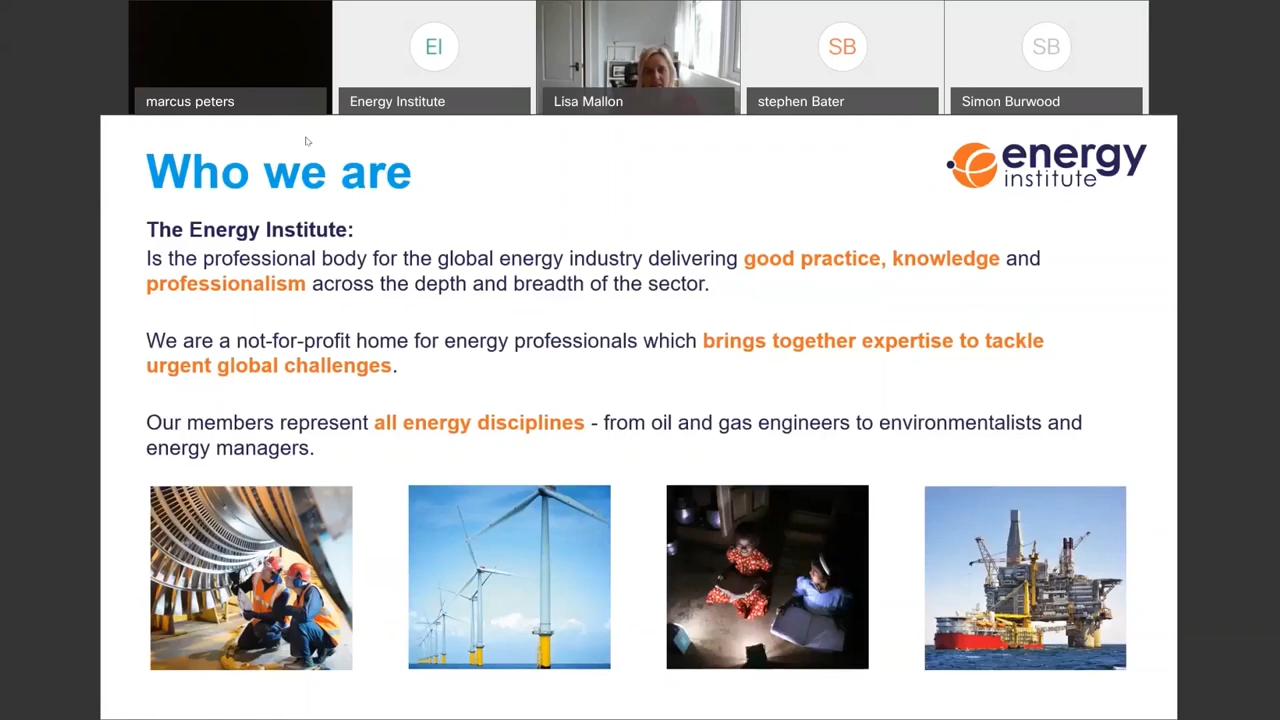 marcus peters
EI
Energy Institute
Lisa Mallon
SB
stephen Bater
SB
Simon Burwood
Who we are
energy
institute
The Energy Institute:
Is the professional body for the global energy industry delivering good practice, knowledge and
professionalism across the depth and breadth of the sector.
We are a not-for-profit home for energy professionals which brings together expertise to tackle
urgent global challenges.
Our members represent all energy disciplines - from oil and gas engineers to environmentalists and
energy managers.